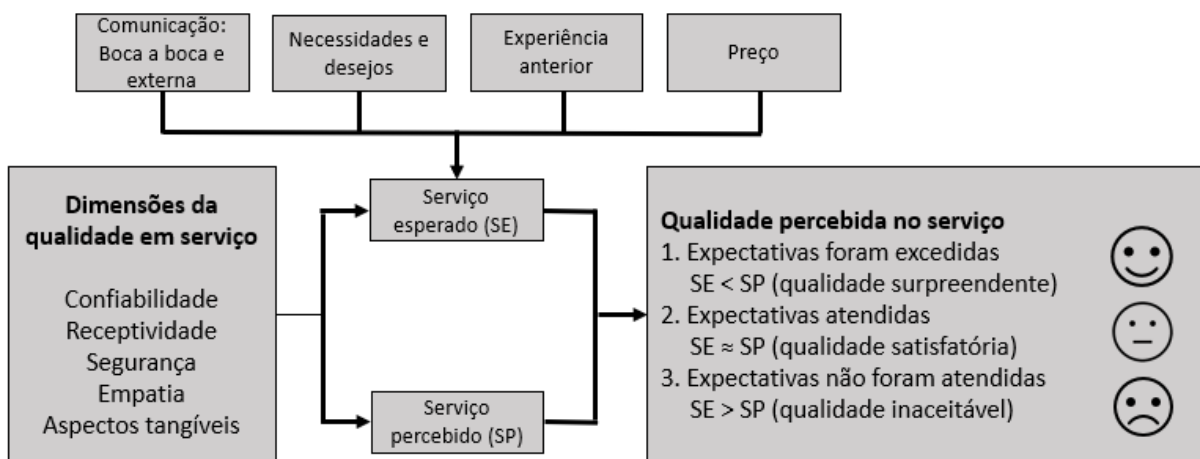 Comunicação:
Boca a boca e
externa
Necessidades e
desejos
Experiência
anterior
Preço
Dimensões da
qualidade em serviço
Confiabilidade
Receptividade
Segurança
Empatia
Aspectos tangíveis
Serviço
esperado (SE)
Serviço
percebido (SP)
Qualidade percebida no serviço
1. Expectativas foram excedidas
SE < SP (qualidade surpreendente)
2. Expectativas atendidas
SE ≈ SP (qualidade satisfatória)
3. Expectativas não foram atendidas
SE > SP (qualidade inaceitável)